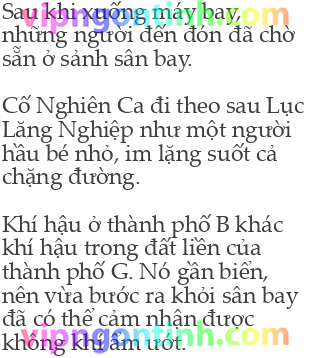 Sau khi xuống máy bay,
những người đến đón đã chờ
sẵn ở sảnh sân bay.
Cố Nghiên Ca đi theo sau Lục
Lăng Nghiệp như một người
hầu bé nhỏ, im lặng suốt cả
chặng đường.
Khí hậu ở thành phố B khác
khí hậu trong đất liền của
thành phố G. Nó gần biển,
nên vừa bước ra khỏi sân bay
đã có thể cảm nhận được
không khí ẩm ướt.
vipngontinh.com
vipngontinh.com
vipngontinh.com